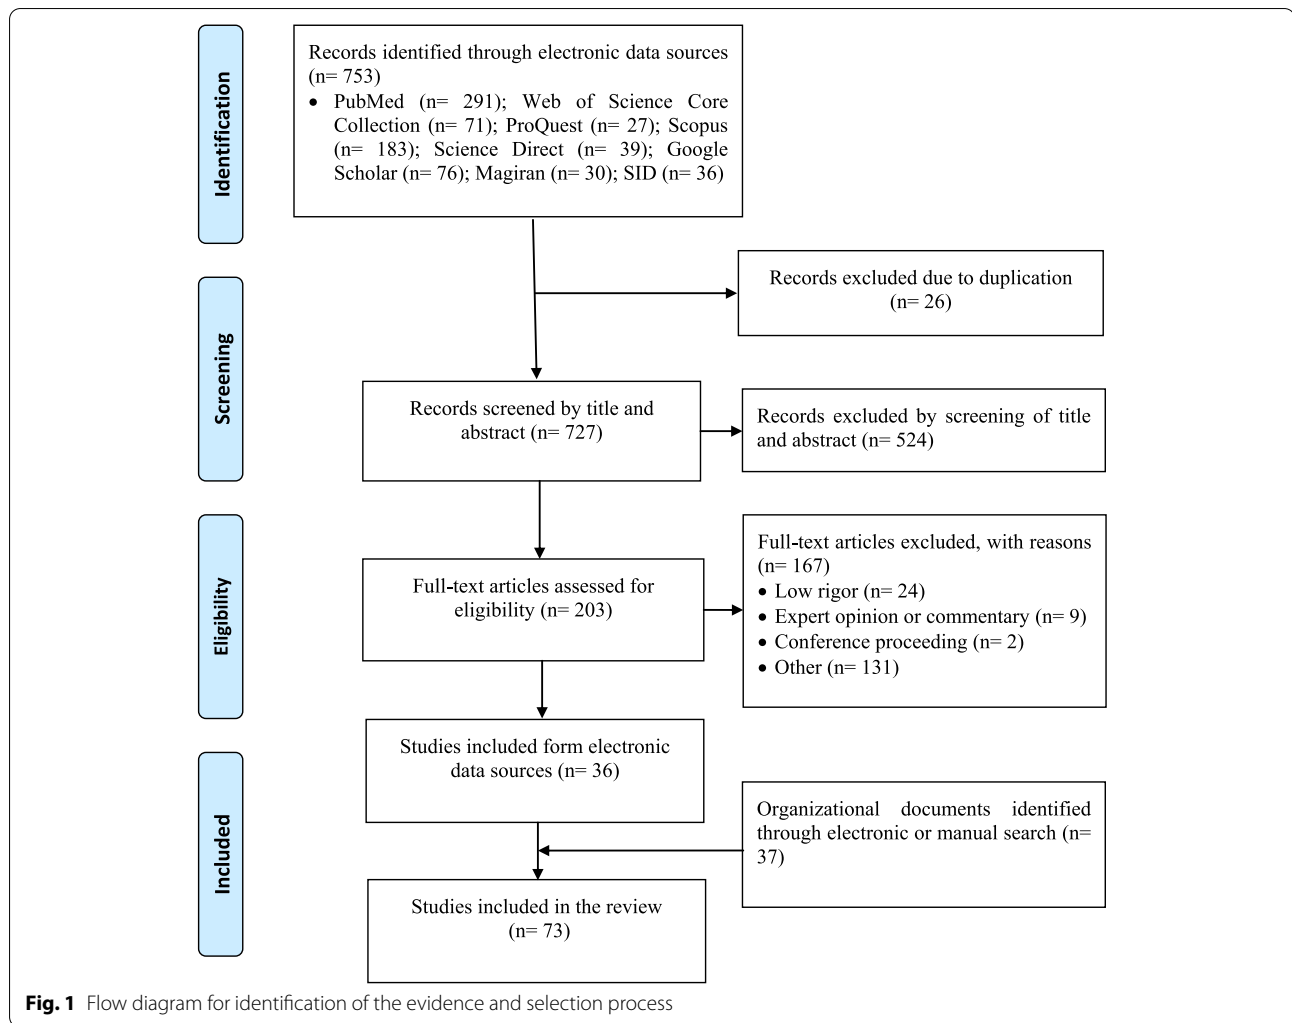 Identification
Records identified through electronic data sources
(n= 753)
• PubMed (n= 291); Web of Science Core
Collection (n= 71); ProQuest (n= 27); Scopus
(n= 183); Science Direct (n= 39); Google
Scholar (n= 76); Magiran (n= 30); SID (n= 36)
Records excluded due to duplication
(n= 26)
Screening
Records screened by title and
abstract (n= 727)
Records excluded by screening of title
and abstract (n= 524)
Eligibility
Full-text articles assessed for
eligibility (n= 203)
Full-text articles excluded, with reasons
(n= 167)
• Low rigor (n= 24)
• Expert opinion or commentary (n= 9)
• Conference proceeding (n= 2)
• Other (n= 131)
Studies included form electronic
data sources (n= 36)
Included
Organizational documents identified
through electronic or manual search (n=
37)
Studies included in the review
(n= 73)
Fig. 1 Flow diagram for identification of the evidence and selection process